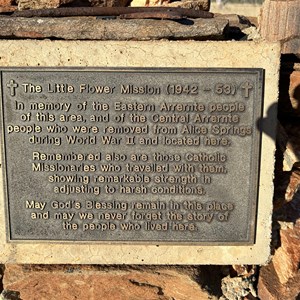 ✝ The Little Flower Mission (1942 - 53) ✝
In memory of the Eastern Arrernte people
of this area, and of the Central Arrernte
people who were removed from Alice Springs
during World War II and located here.
Remembered also are those Catholic
Missionaries who travelled with them,
showing remarkable strength in
adjusting to harsh conditions.
May God's Blessing remain in this place
and may we never forget the story of
the people who lived here.